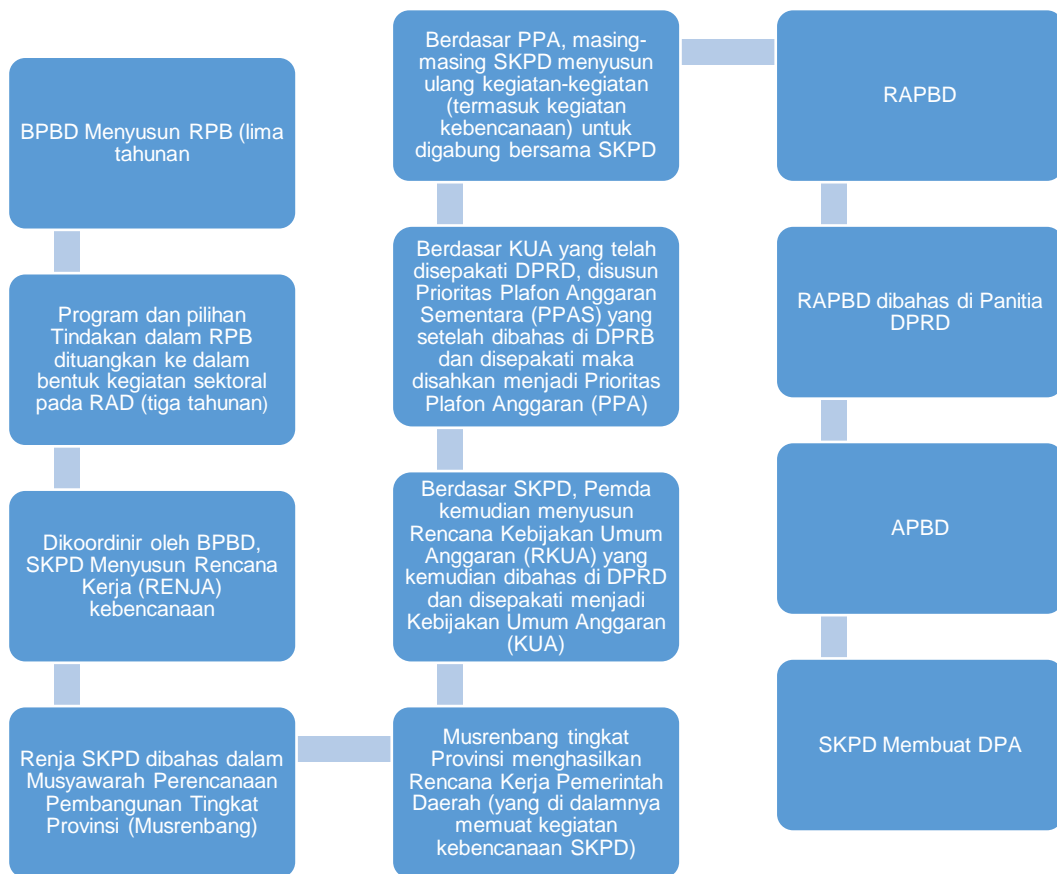 BPBD Menyusun RPB (lima
tahunan
Program dan pilihan
Tindakan dalam RPB
dituangkan ke dalam
bentuk kegiatan sektoral
pada RAD (tiga tahunan)
Dikoordinir oleh BPBD,
SKPD Menyusun Rencana
Kerja (RENJA)
kebencanaan
Renja SKPD dibahas dalam
Musyawarah Perencanaan
Pembangunan Tingkat
Provinsi (Musrenbang)
Musrenbang tingkat
Provinsi menghasilkan
Rencana Kerja Pemerintah
Daerah (yang di dalamnya
memuat kegiatan
kebencanaan SKPD)
Berdasar SKPD, Pemda
kemudian menyusun
Rencana Kebijakan Umum
Anggaran (RKUA) yang
kemudian dibahas di DPRD
dan disepakati menjadi
Kebijakan Umum Anggaran
(KUA)
Berdasar KUA yang telah
disepakati DPRD, disusun
Prioritas Plafon Anggaran
Sementara (PPAS) yang
setelah dibahas di DPRB
dan disepakati maka
disahkan menjadi Prioritas
Plafon Anggaran (PPA)
Berdasar PPA, masing-
masing SKPD menyusun
ulang kegiatan-kegiatan
(termasuk kegiatan
kebencanaan) untuk
digabung bersama SKPD
RAPBD
RAPBD dibahas di Panitia
DPRD
APBD
SKPD Membuat DPA